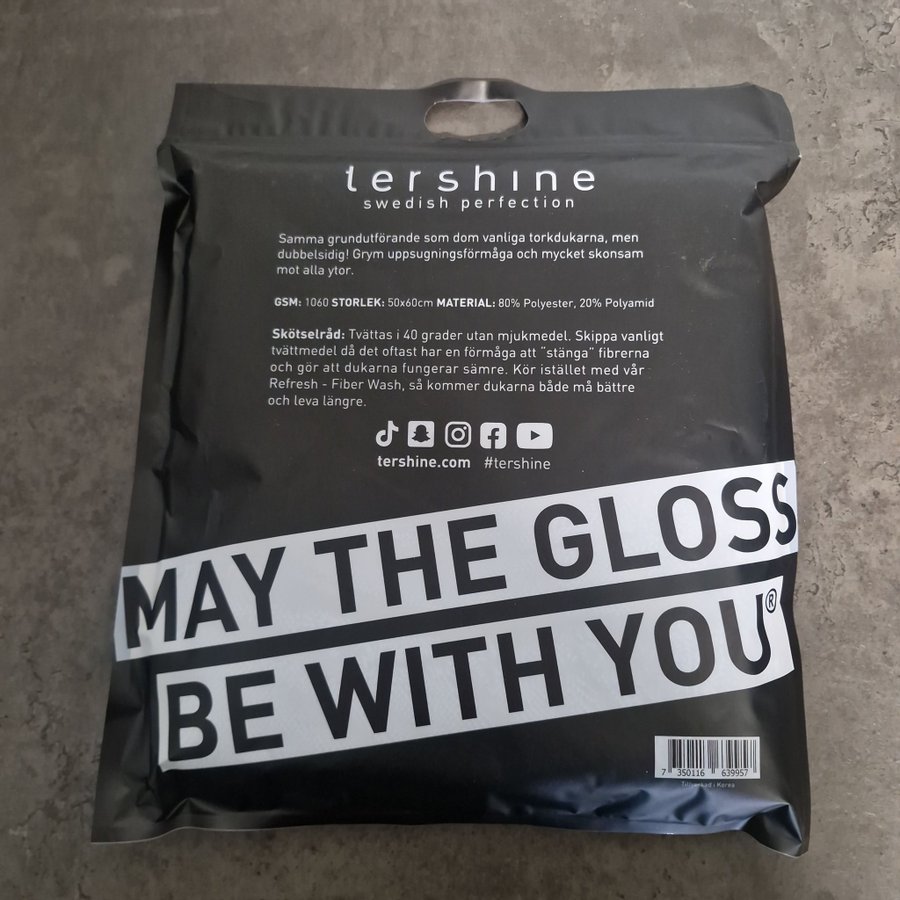 tershine
swedish perfection
Samma grundutförande som dom vanliga torkdukarna, men
dubbelsidig! Grym uppsugningsförmåga och mycket skonsam
mot alla ytor.
GSM: 1060 STORLEK: 50x60cm MATERIAL: 80% Polyester, 20% Polyamid
Skötselråd: Tvättas i 40 grader utan mjukmedel. Skippa vanligt
tvättmedel då det oftast har en förmåga att ”stänga” fibrerna
och gör att dukarna fungerar sämre. Kör istället med vår
Refresh - Fiber Wash, så kommer dukarna både må bättre
och leva längre.
tershine.com #tershine
MAY THE GLOSS
BE WITH YOU®
7 350116 639957
Tillverkad i Korea